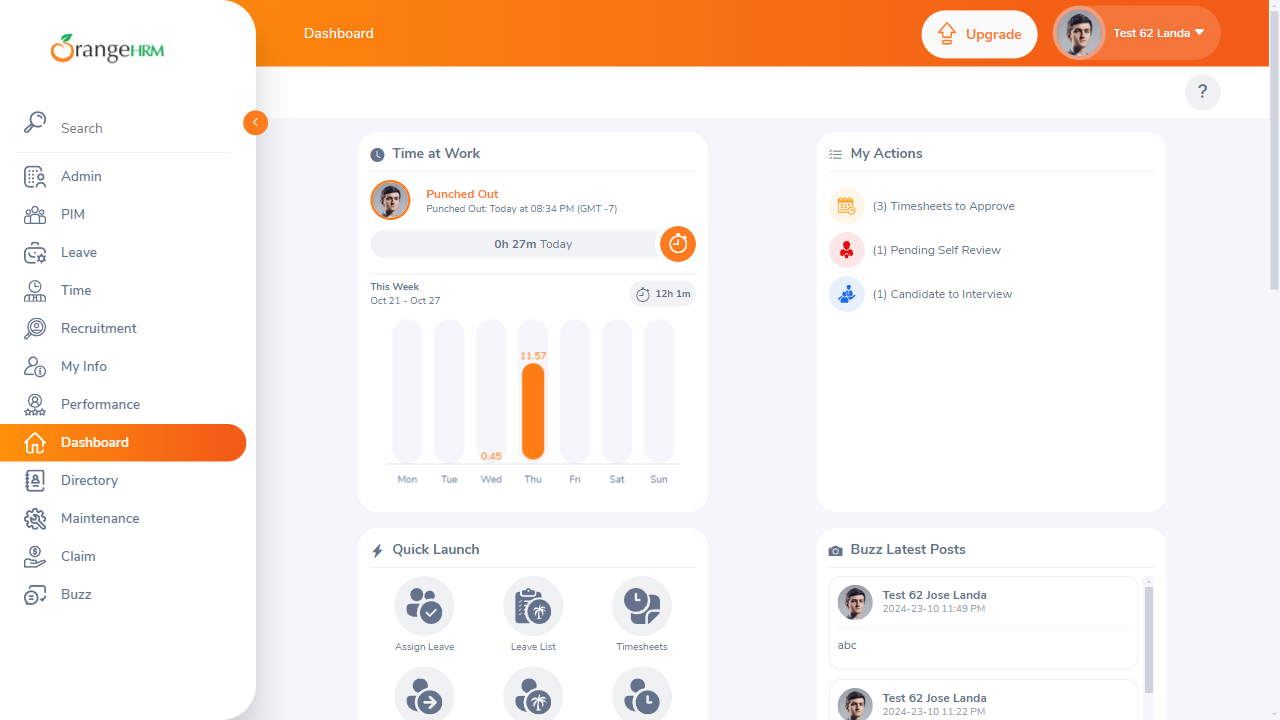 OrangeHRM
Search
Admin
PIM
Leave
Time
Recruitment
My Info
Performance
Dashboard
Directory
Maintenance
Claim
Buzz
Dashboard
Upgrade
Test 62 Landa
?
Time at Work
Punched Out
Punched Out: Today at 08:34 PM (GMT -7)
0h 27m Today
This Week
Oct 21 - Oct 27
12h 1m
11.57
0.45
Mon Tue Wed Thu Fri Sat Sun
My Actions
(3) Timesheets to Approve
(1) Pending Self Review
(1) Candidate to Interview
Quick Launch
Assign Leave
Leave List
Timesheets
Buzz Latest Posts
Test 62 Jose Landa
2024-23-10 11:49 PM
abc
Test 62 Jose Landa
2024-23-10 11:22 PM